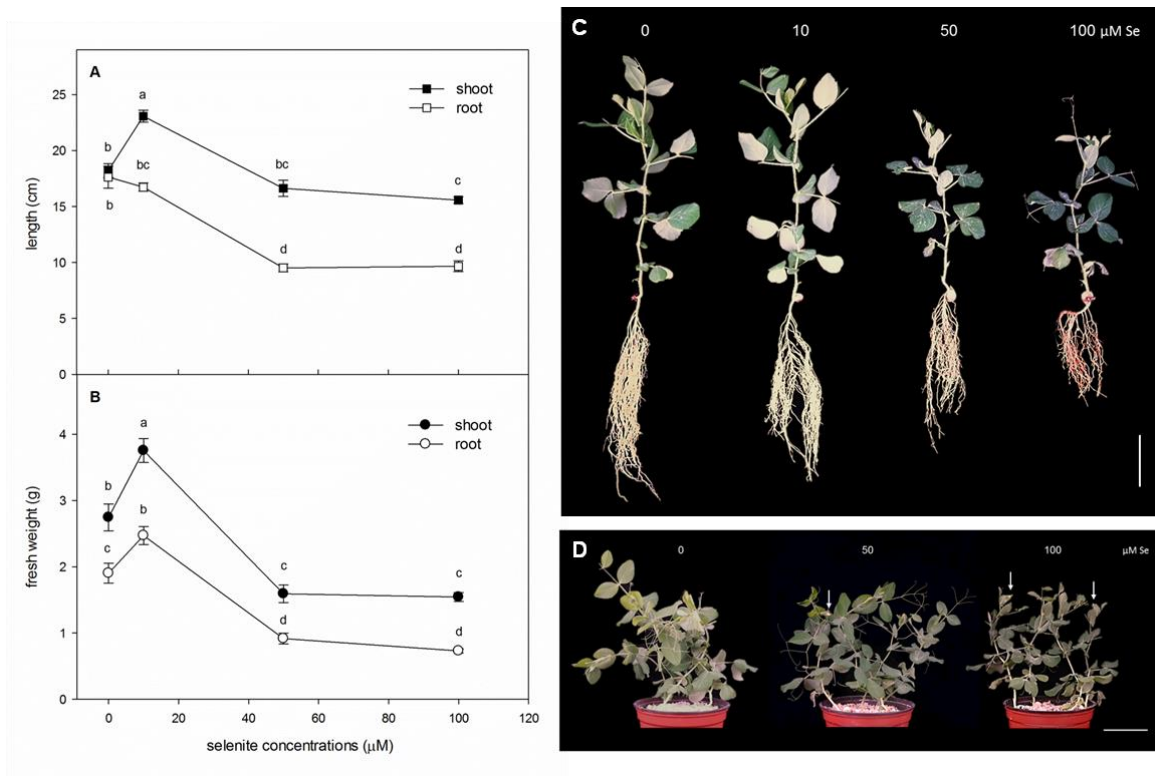 A
shoot
root
25
20
15
10
5
0
length (cm)
b
a
bc
c
b
bc
d
d
B
shoot
root
4
3
2
1
0
fresh weight (g)
b
a
c
c
c
b
d
d
0
20
40
60
80
100
120
selenite concentrations (µM)
C
0
10
50
100 µM Se
D
0
50
100
µM Se